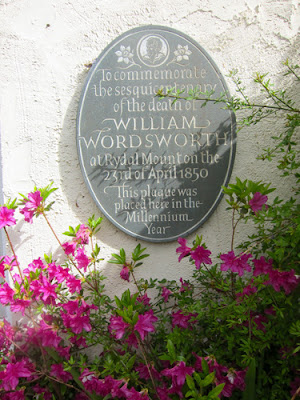 To commemorate
the sesquicentenary
of the death of
WILLIAM
WORDSWORTH
at Rydal Mount on the
23rd of April 1850
This plaque was
placed here in the
Millennium
Year